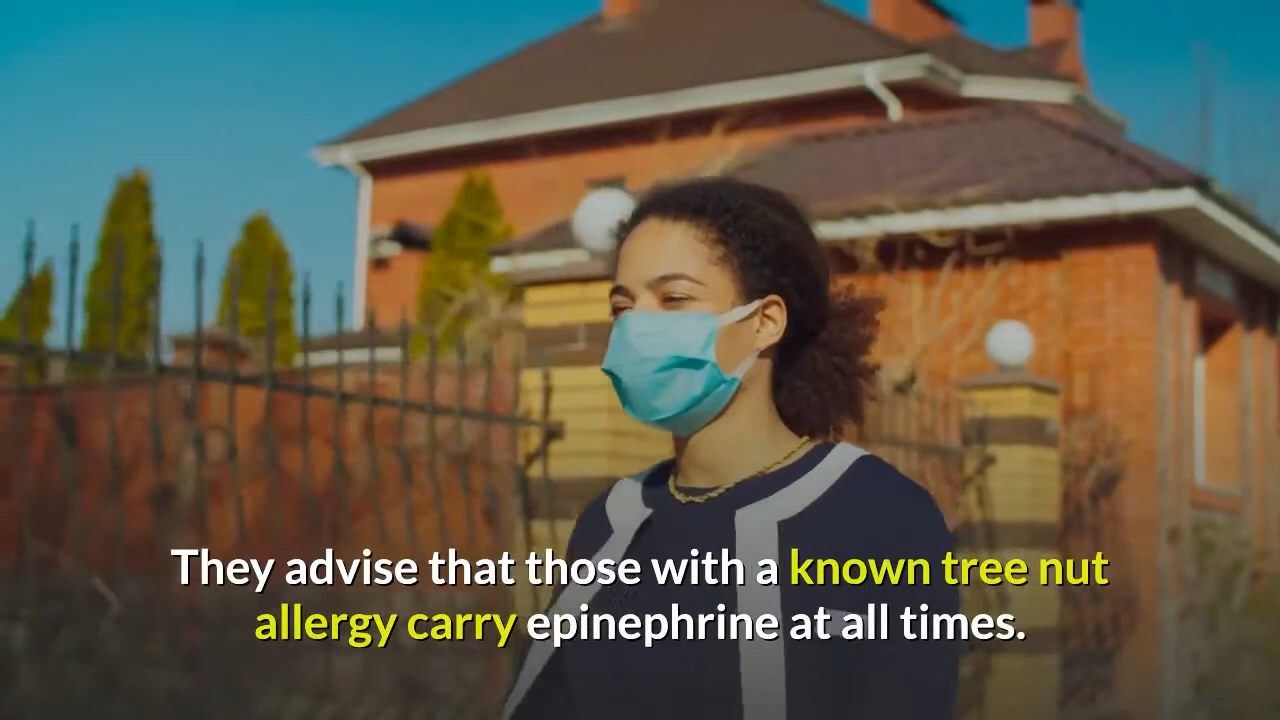 They advise that those with a known tree nut
allergy carry epinephrine at all times.